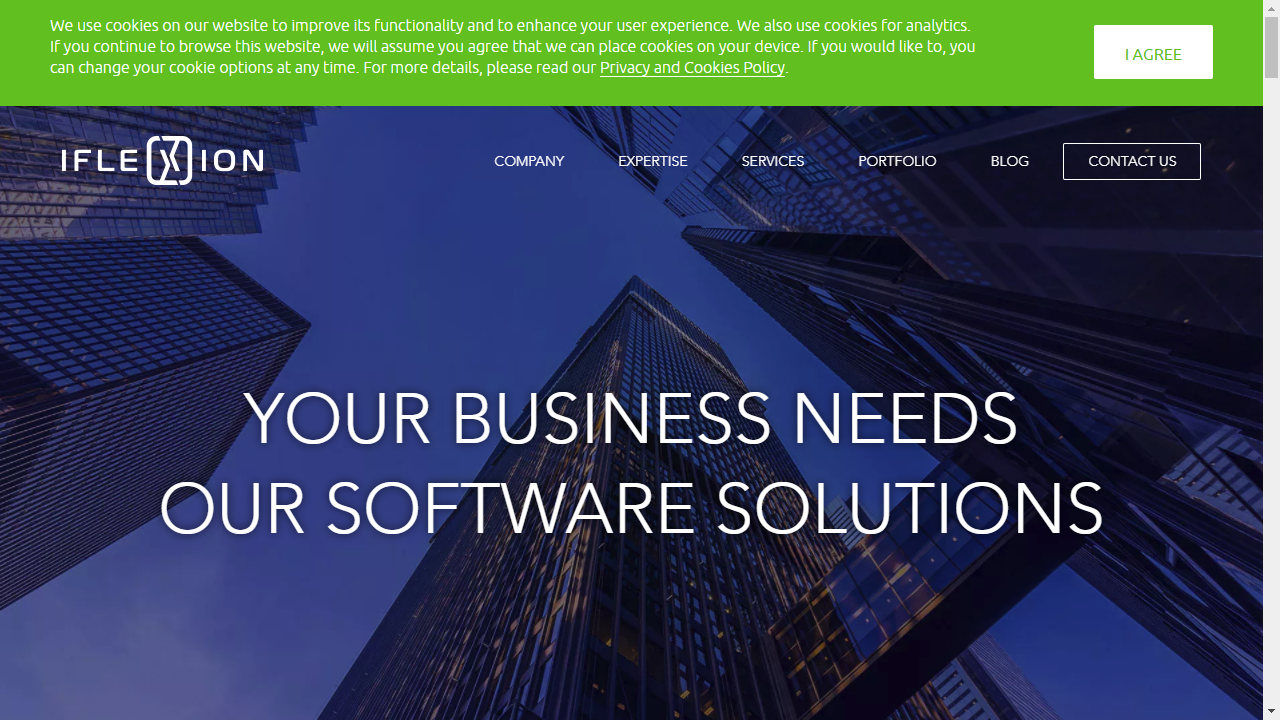 We use cookies on our website to improve its functionality and to enhance your user experience. We also use cookies for analytics.
If you continue to browse this website, we will assume you agree that we can place cookies on your device. If you would like to, you
can change your cookie options at any time. For more details, please read our Privacy and Cookies Policy.
I AGREE
IFLEXION
COMPANY
EXPERTISE
SERVICES
PORTFOLIO
BLOG
CONTACT US
YOUR BUSINESS NEEDS
OUR SOFTWARE SOLUTIONS